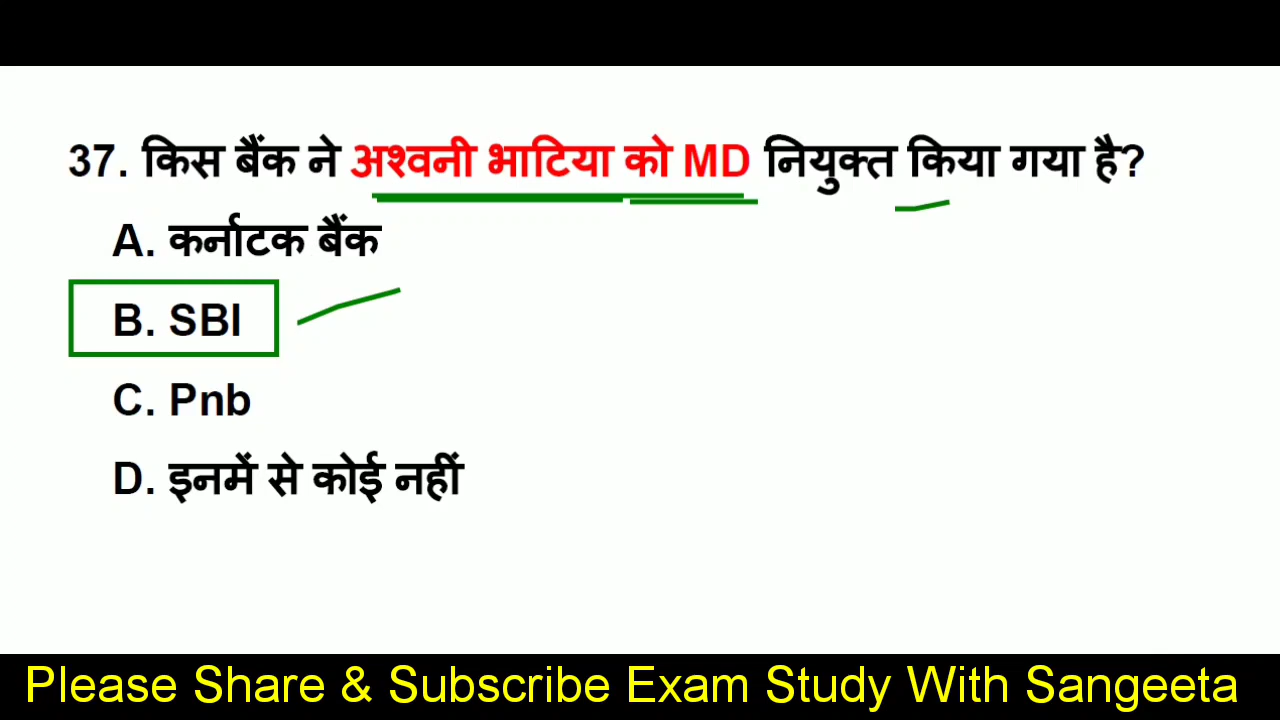 37. किस बैंक ने अश्वनी भाटिया को MD नियुक्त किया गया है?
A. कर्नाटक बैंक
B. SBI
C. Pnb
D. इनमें से कोई नहीं
Please Share & Subscribe Exam Study With Sangeeta